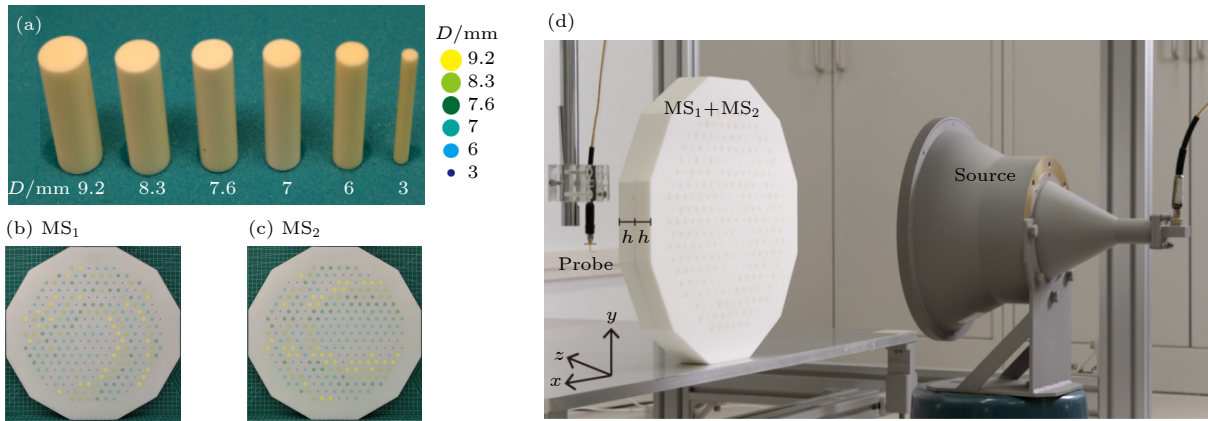 (a)
D/mm 9.2 8.3 7.6 7 6 3
D/mm
9.2
8.3
7.6
7
6
3
(b) MS₁
(c) MS₂
(d)
MS₁+MS₂
Source
h h
Probe
y
z
x